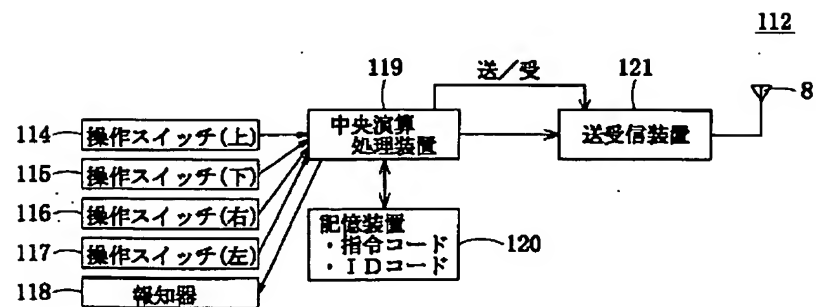 112
119
送/受
121
8
114
操作スイッチ(上)
中央演算
処理装置
送受信装置
115
操作スイッチ(下)
116
操作スイッチ(右)
記憶装置
・指令コード
・IDコード
120
117
操作スイッチ(左)
118
報知器